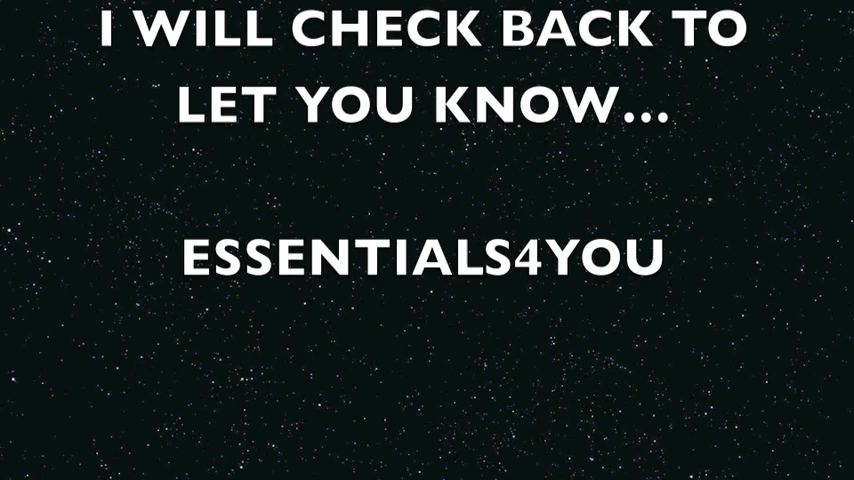 I WILL CHECK BACK TO
LET YOU KNOW...
ESSENTIALS4YOU